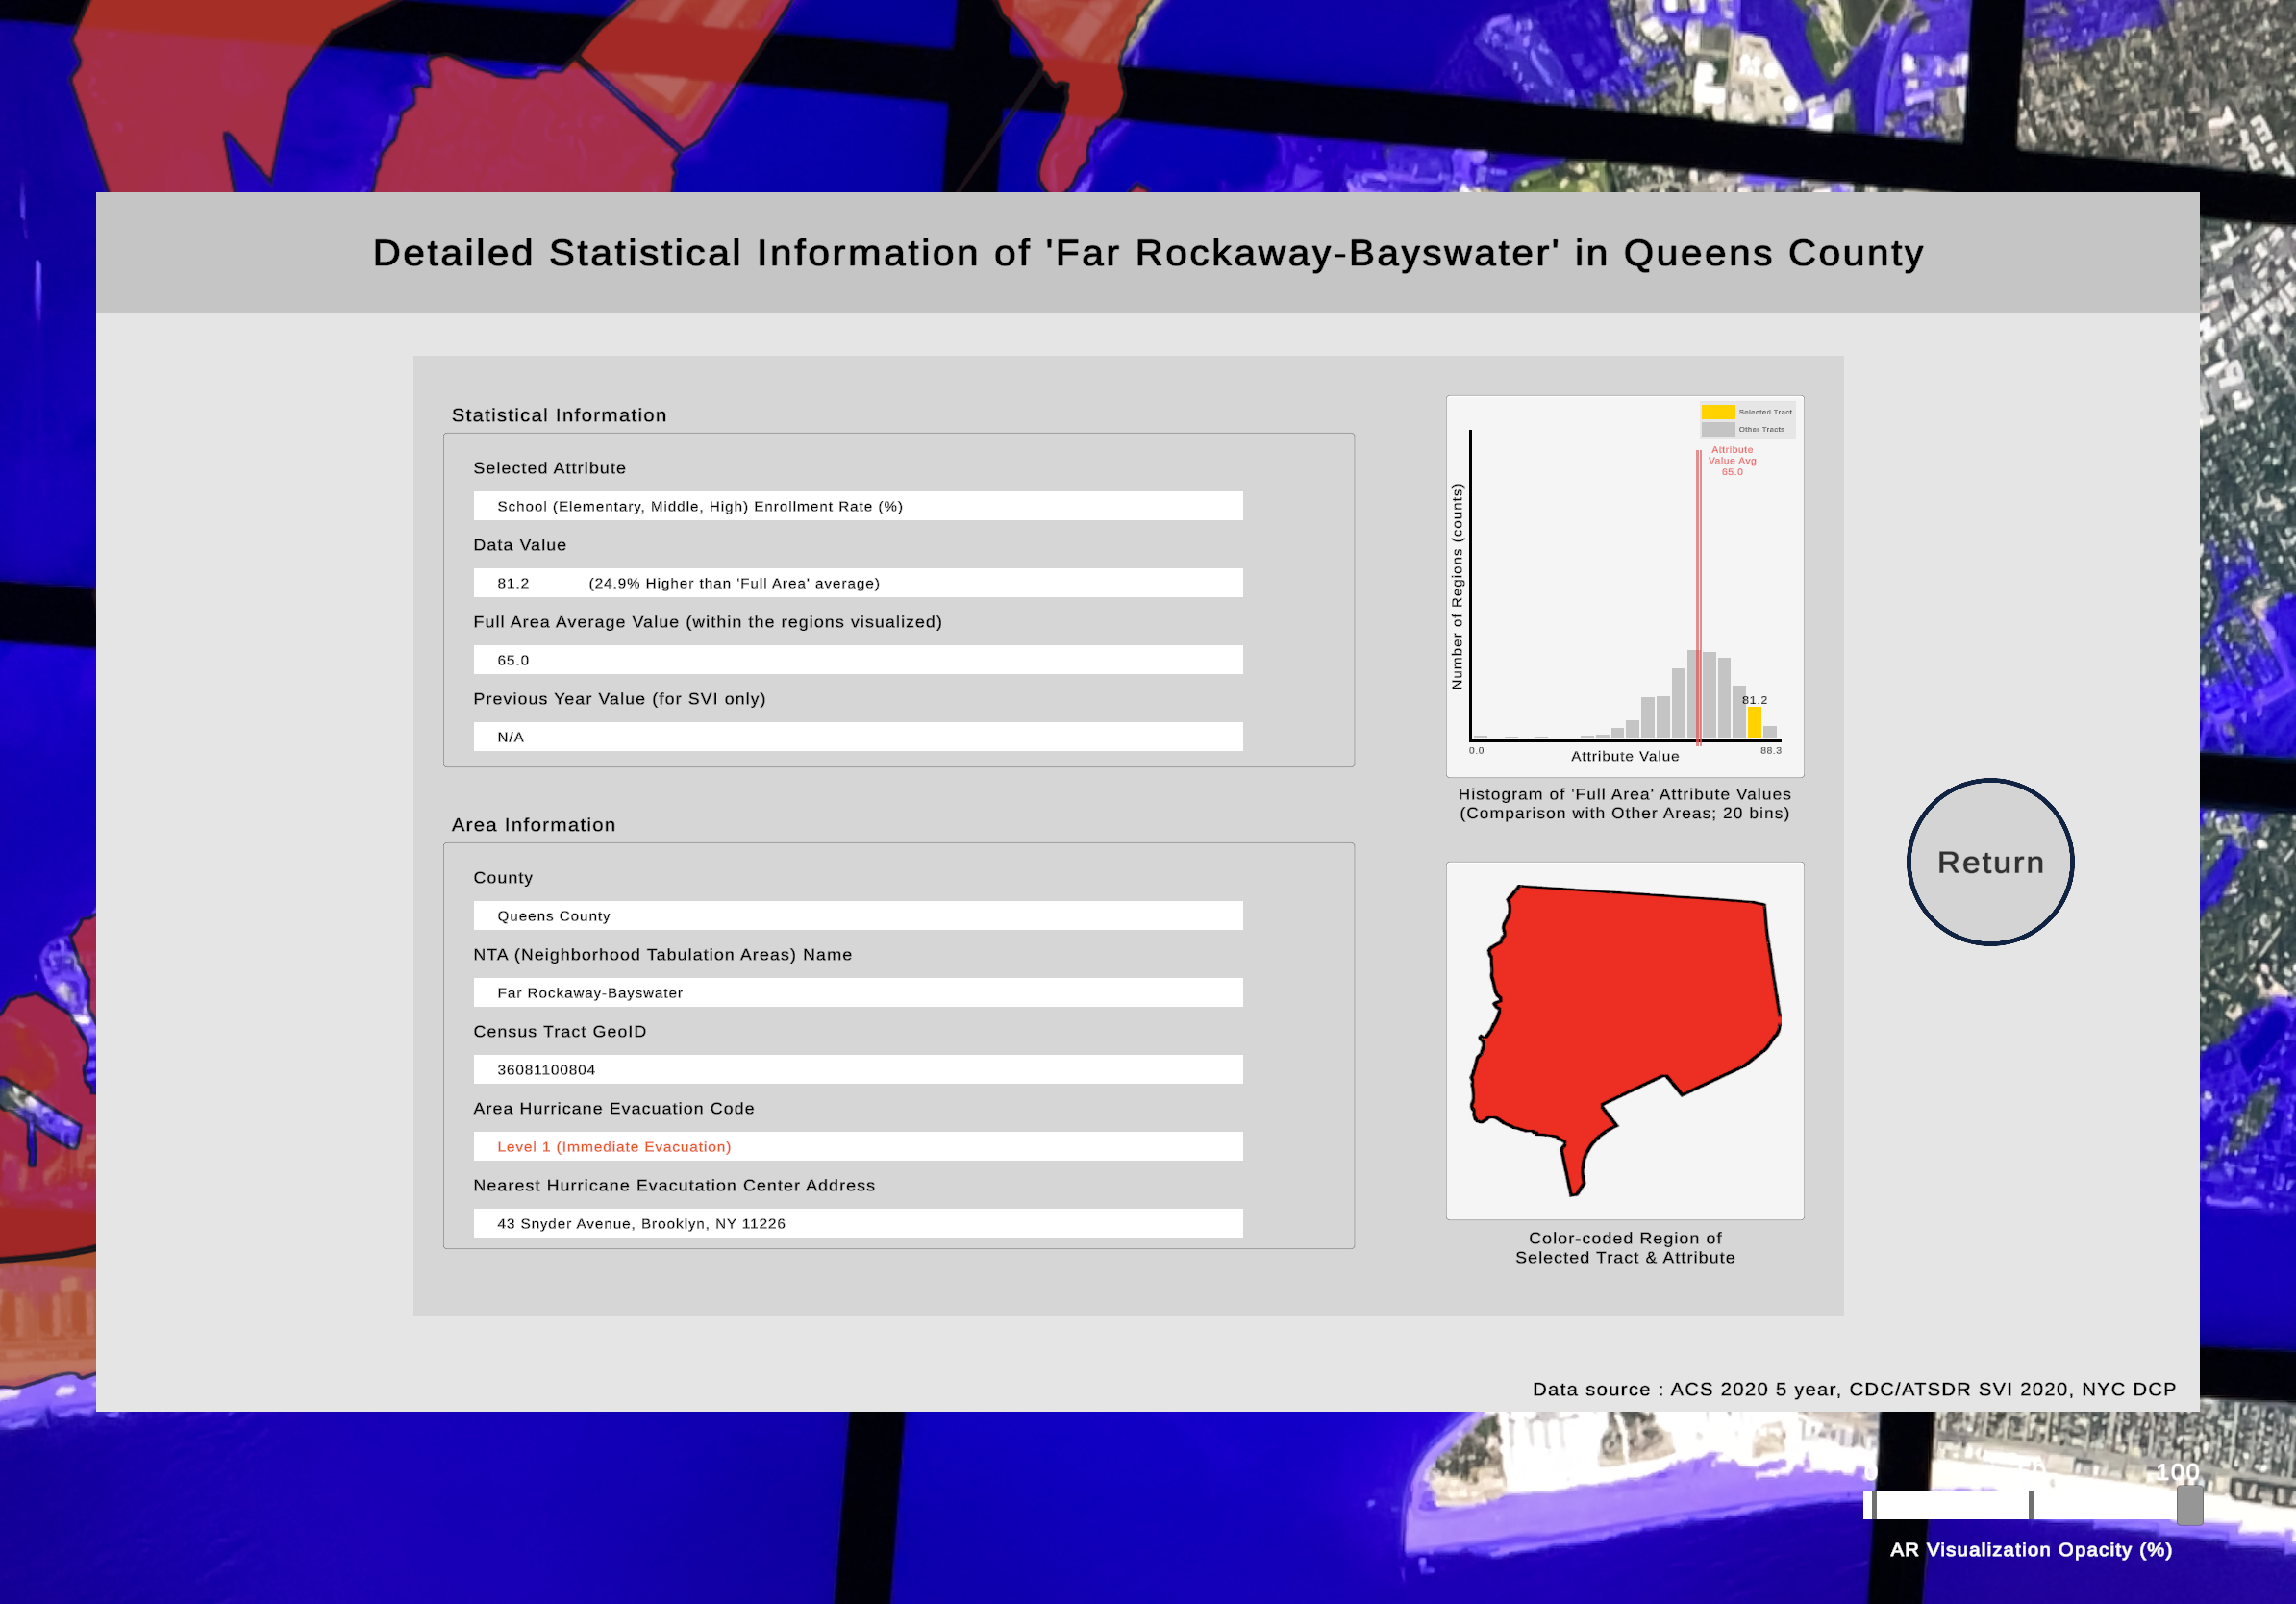 Detailed Statistical Information of 'Far Rockaway-Bayswater' in Queens County
Statistical Information
Selected Attribute
School (Elementary, Middle, High) Enrollment Rate (%)
Data Value
81.2 (24.9% Higher than 'Full Area' average)
Full Area Average Value (within the regions visualized)
65.0
Previous Year Value (for SVI only)
N/A
Area Information
County
Queens County
NTA (Neighborhood Tabulation Areas) Name
Far Rockaway-Bayswater
Census Tract GeoID
36081100804
Area Hurricane Evacuation Code
Level 1 (Immediate Evacuation)
Nearest Hurricane Evacutation Center Address
43 Snyder Avenue, Brooklyn, NY 11226
Selected Tract
Other Tracts
Attribute
Value Avg
65.0
Number of Regions (counts)
81.2
0.0
88.3
Attribute Value
Histogram of 'Full Area' Attribute Values
(Comparison with Other Areas; 20 bins)
Color-coded Region of
Selected Tract & Attribute
Return
Data source : ACS 2020 5 year, CDC/ATSDR SVI 2020, NYC DCP
0
100
AR Visualization Opacity (%)